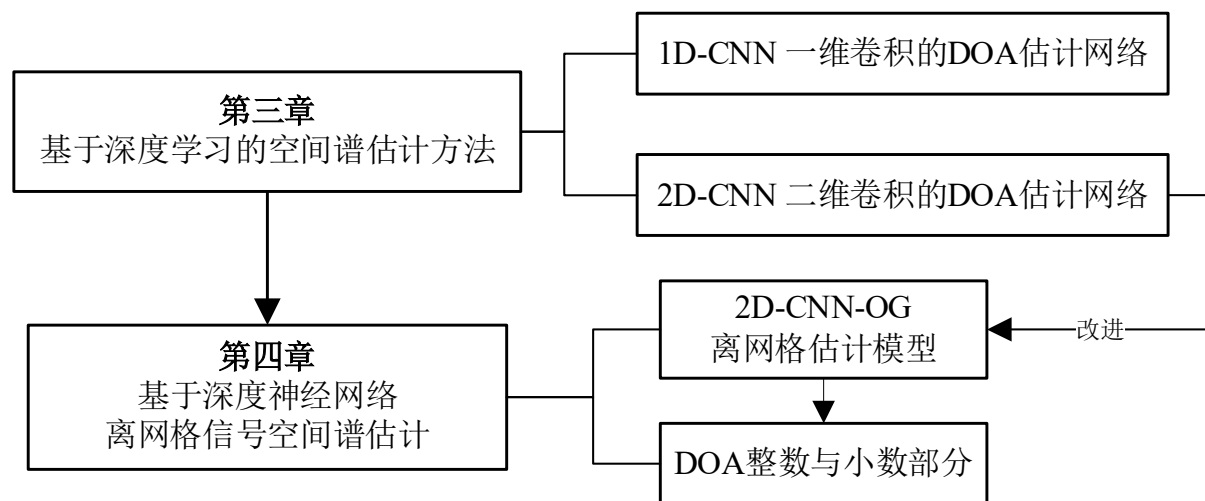 第三章
基于深度学习的空间谱估计方法
1D-CNN 一维卷积的DOA估计网络
2D-CNN 二维卷积的DOA估计网络
第四章
基于深度神经网络
离网格信号空间谱估计
2D-CNN-OG
离网格估计模型
改进
DOA整数与小数部分